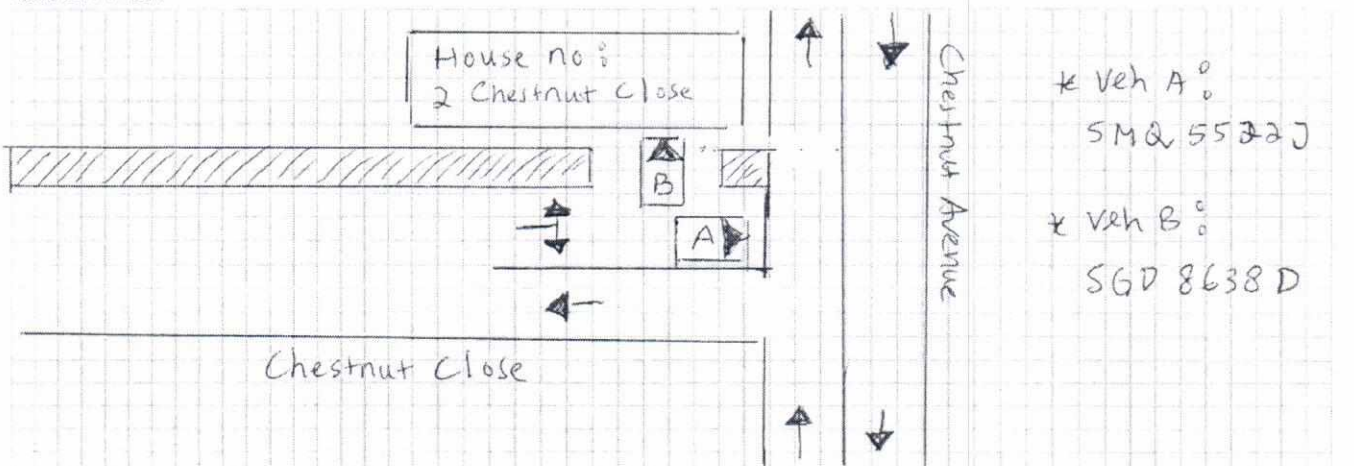 House no:
2 Chestnut Close
B
A
Chestnut Close
Chestnut Avenue
* Veh A:
SMQ 5522J
* Veh B:
SGD 8638D